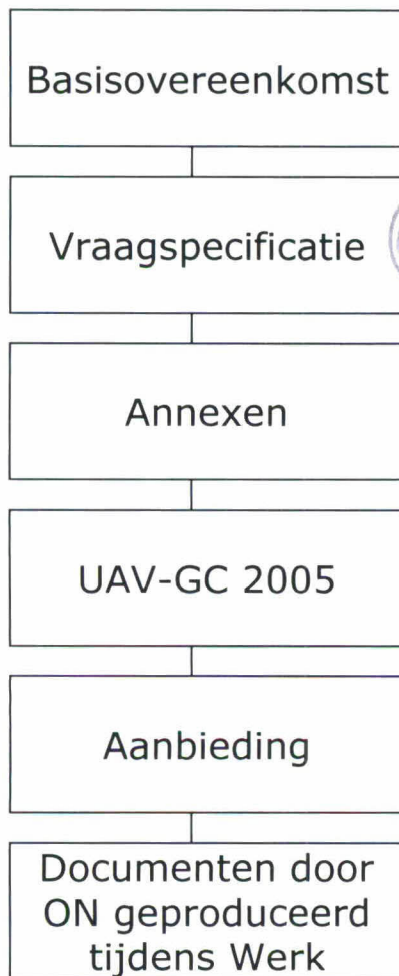 Basisovereenkomst
Vraagspecificatie
Annexen
UAV-GC 2005
Aanbieding
Documenten door
ON geproduceerd
tijdens Werk